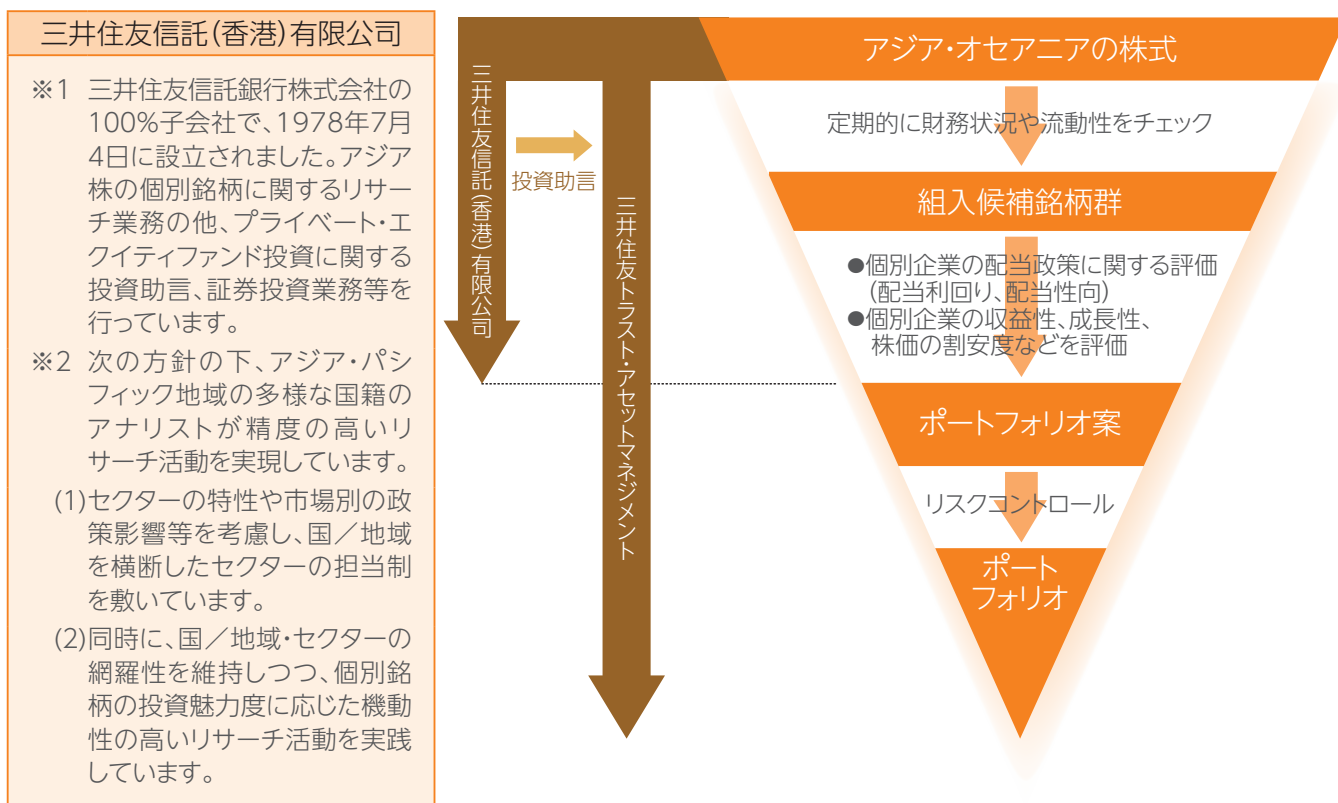 三井住友信託(香港)有限公司
※1 三井住友信託銀行株式会社の
100%子会社で、1978年7月
4日に設立されました。アジア
株の個別銘柄に関するリサー
チ業務の他、プライベート・エ
クイティファンド投資に関する
投資助言、証券投資業務等を
行っています。
※2 次の方針の下、アジア・パシ
フィック地域の多様な国籍の
アナリストが精度の高いリ
サーチ活動を実現しています。
(1)セクターの特性や市場別の政
策影響等を考慮し、国／地域
を横断したセクターの担当制
を敷いています。
(2)同時に、国／地域・セクターの
網羅性を維持しつつ、個別銘
柄の投資魅力度に応じた機動
性の高いリサーチ活動を実践
しています。
三井住友信託(香港)有限公司
投資助言
三井住友トラスト・アセットマネジメント
アジア・オセアニアの株式
定期的に財務状況や流動性をチェック
組入候補銘柄群
●個別企業の配当政策に関する評価
(配当利回り、配当性向)
●個別企業の収益性、成長性、
株価の割安度などを評価
ポートフォリオ案
リスクコントロール
ポート
フォリオ